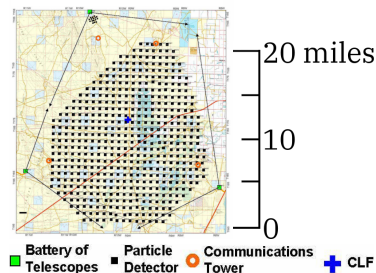 20 miles
10
0
Battery of Telescopes
Particle Detector
Communications Tower
CLF